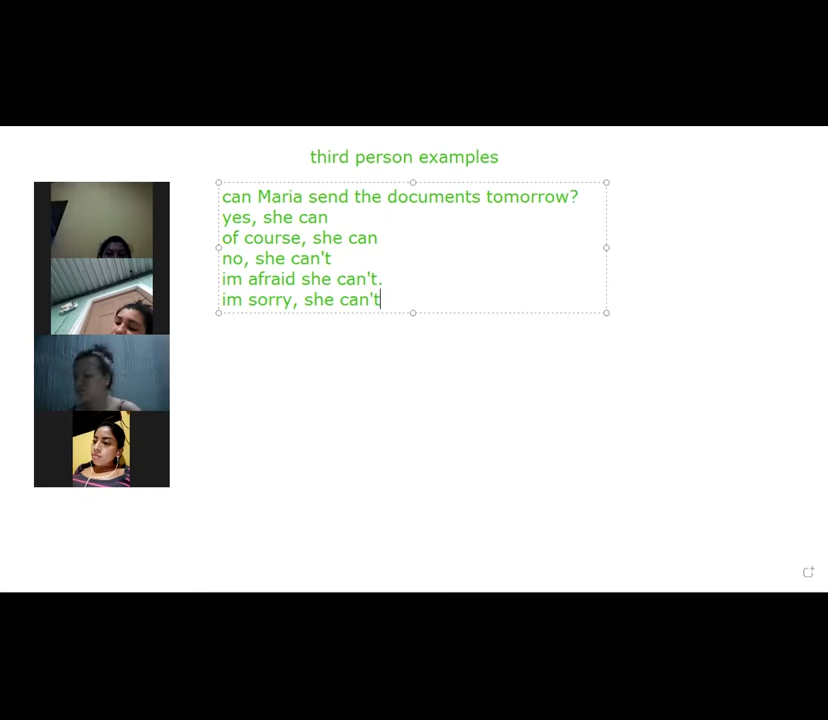 third person examples
can Maria send the documents tomorrow?
yes, she can
of course, she can
no, she can't
im afraid she can't.
im sorry, she can't